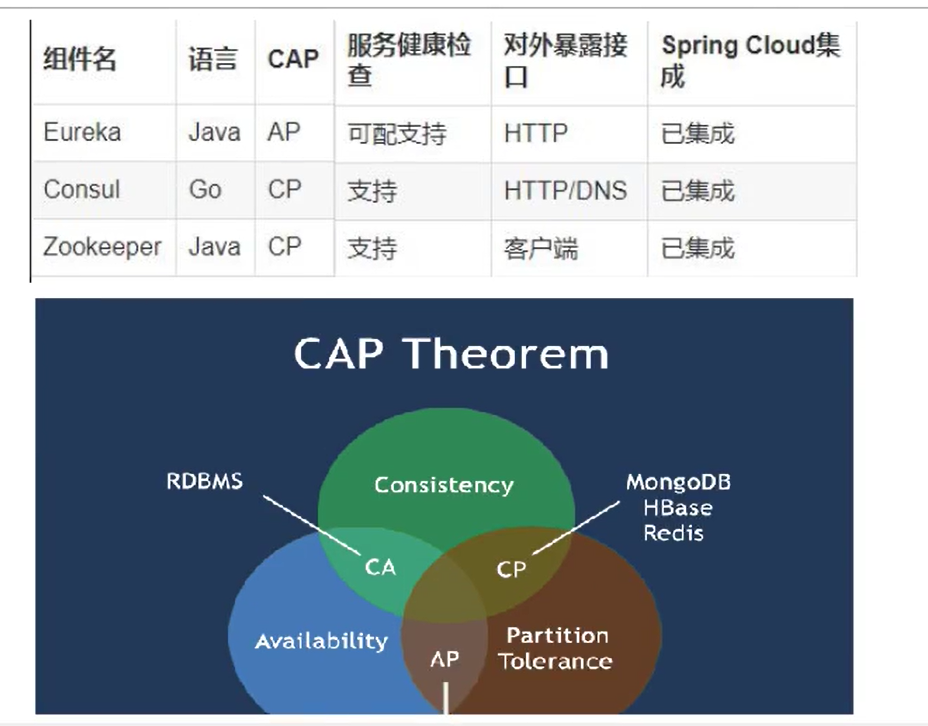 组件名 语言 CAP 服务健康检查 对外暴露接口 Spring Cloud集成
Eureka Java AP 可配支持 HTTP 已集成
Consul Go CP 支持 HTTP/DNS 已集成
Zookeeper Java CP 支持 客户端 已集成
CAP Theorem
RDBMS
Consistency
MongoDB
HBase
Redis
CA
CP
Availability
AP
Partition
Tolerance